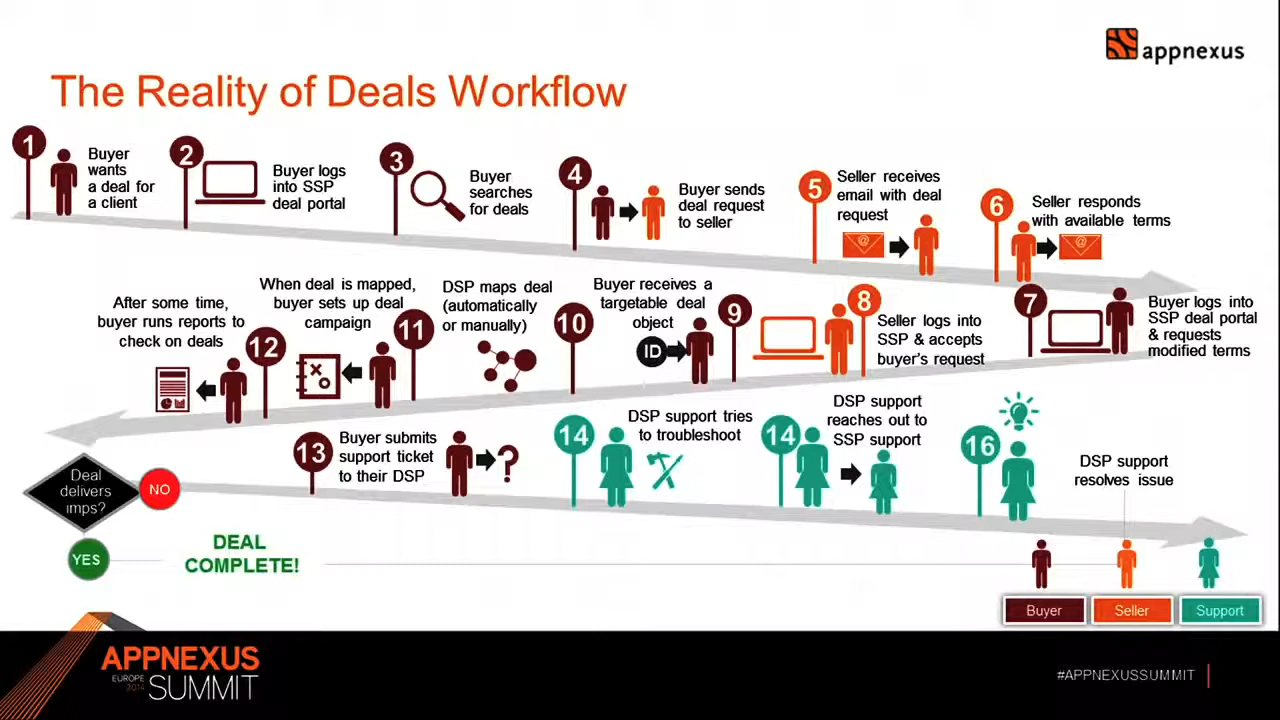 appnexus
The Reality of Deals Workflow
1
Buyer
wants
a deal for
a client
2
Buyer logs
into SSP
deal portal
3
Buyer
searches
for deals
4
Buyer sends
deal request
to seller
5
Seller receives
email with deal
request
@
6
Seller responds
with available terms
@
7
Buyer logs into
SSP deal portal
& requests
modified terms
8
Seller logs into
SSP & accepts
buyer's request
9
Buyer receives a
targetable deal
object
ID
10
DSP maps deal
(automatically
or manually)
11
When deal is mapped,
buyer sets up deal
campaign
12
After some time,
buyer runs reports to
check on deals
Deal
delivers
imps?
NO
YES
DEAL
COMPLETE!
13
Buyer submits
support ticket
to their DSP
?
14
DSP support tries
to troubleshoot
14
DSP support
reaches out to
SSP support
16
DSP support
resolves issue
Buyer
Seller
Support
APPNEXUS
EUROPE
2014
SUMMIT
#APPNEXUSSUMMIT